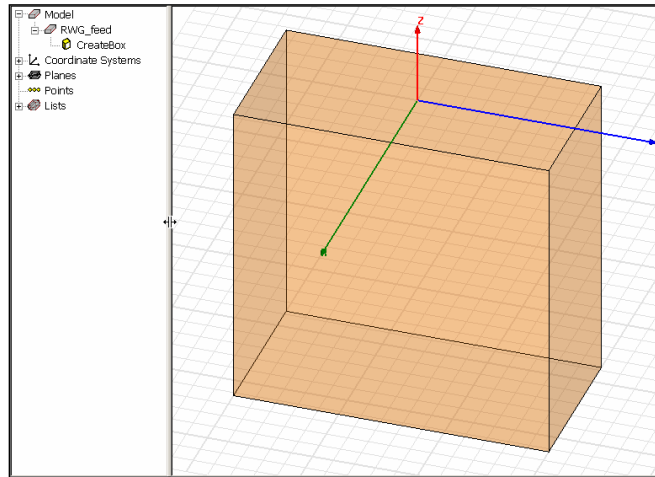 Model
RWG_feed
CreateBox
Coordinate Systems
Planes
Points
Lists
Z